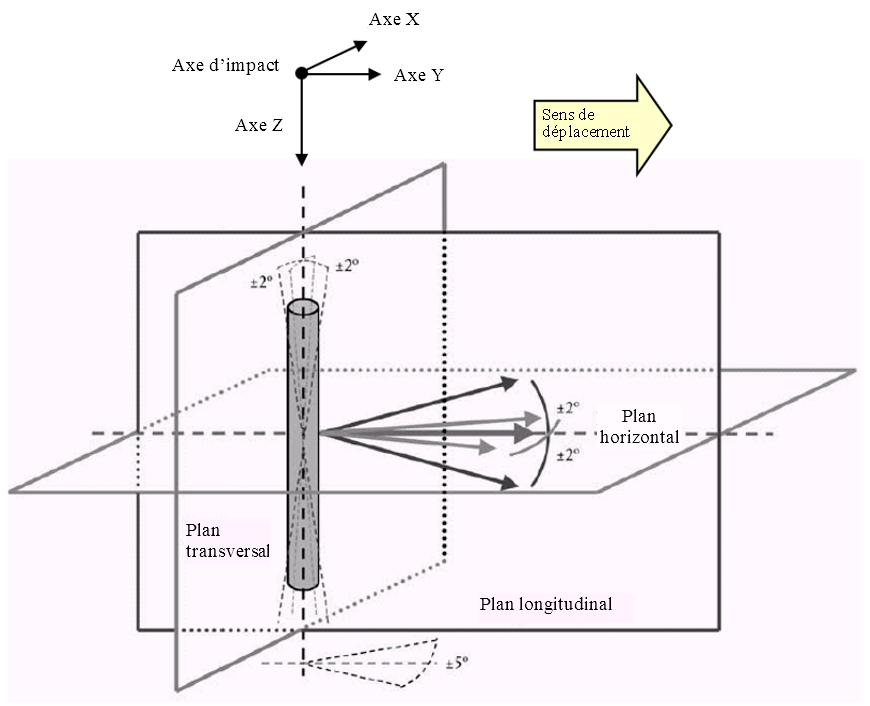 Axe X
Axe d’impact
Axe Y
Axe Z
Sens de
déplacement
±2°
±2°
±2°
Plan
horizontal
±2°
Plan
transversal
Plan longitudinal
±5°